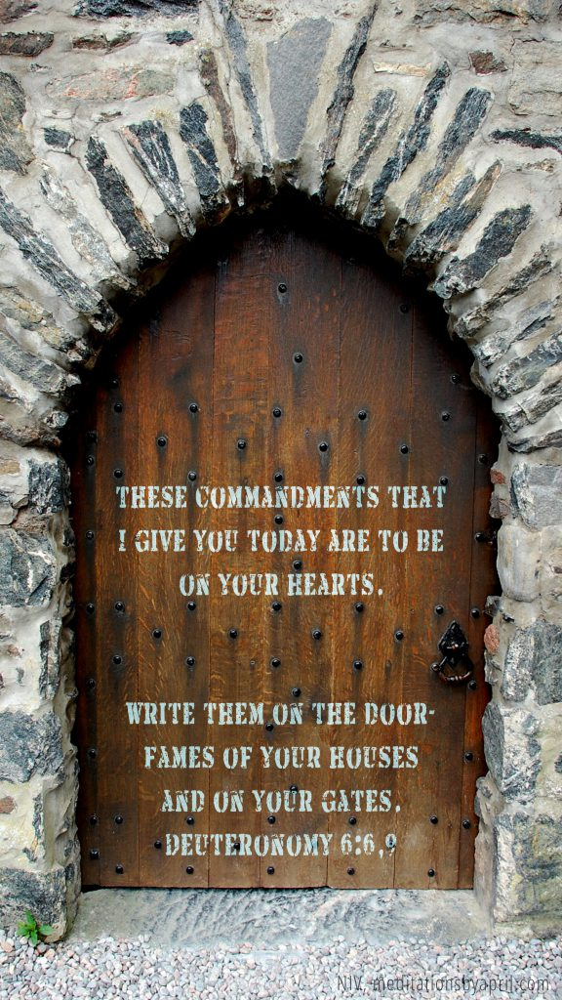 THESE COMMANDMENTS THAT
I GIVE YOU TODAY ARE TO BE
ON YOUR HEARTS.
WRITE THEM ON THE DOOR-
FAMES OF YOUR HOUSES
AND ON YOUR GATES.
DEUTERONOMY 6:6,9
NIV, meditationsbyapril.com